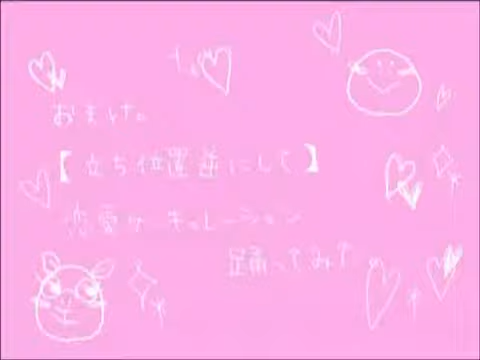 おまけ。
【立ち位置逆にして】
恋愛サーキュレーション
踊ってみた